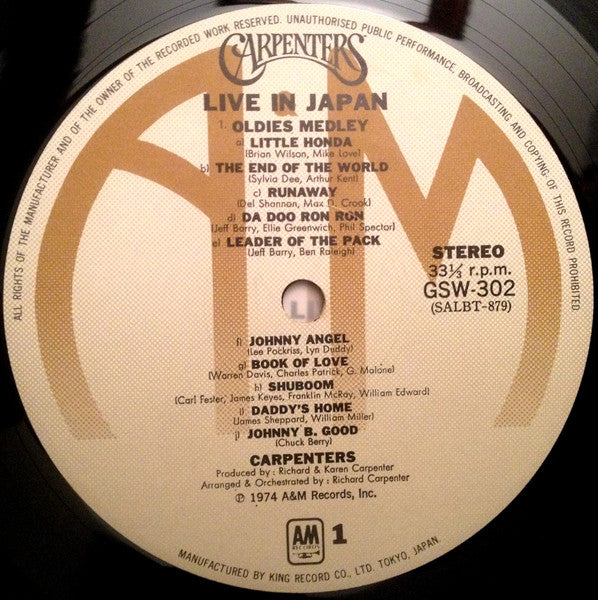 ALL RIGHTS OF THE MANUFACTURER AND OF THE OWNER OF THE RECORDED WORK RESERVED. UNAUTHORISED PUBLIC PERFORMANCE, BROADCASTING AND COPYING OF THIS RECORD PROHIBITED
CARPENTERS
LIVE IN JAPAN
1. OLDIES MEDLEY
a) LITTLE HONDA
(Brian Wilson, Mike Love)
b) THE END OF THE WORLD
(Sylvia Dee, Arthur Kent)
c) RUNAWAY
(Del Shannon, Max D. Crook)
d) DA DOO RON RON
(Jeff Barry, Ellie Greenwich, Phil Spector)
e) LEADER OF THE PACK
(Jeff Barry, Ben Raleigh)
STEREO
33⅓ r.p.m.
GSW-302
(SALBT-879)
f) JOHNNY ANGEL
(Lee Pockriss, Lyn Duddy)
g) BOOK OF LOVE
(Warren Davis, Charles Patrick, G. Malone)
h) SHUBOOM
(Carl Fester, James Keyes, Franklin McRay, William Edward)
i) DADDY'S HOME
(James Sheppard, William Miller)
j) JOHNNY B. GOOD
(Chuck Berry)
CARPENTERS
Produced by : Richard & Karen Carpenter
Arranged & Orchestrated by : Richard Carpenter
℗ 1974 A&M Records, Inc.
AM
RECORDS
1
MANUFACTURED BY KING RECORD CO., LTD. TOKYO, JAPAN.